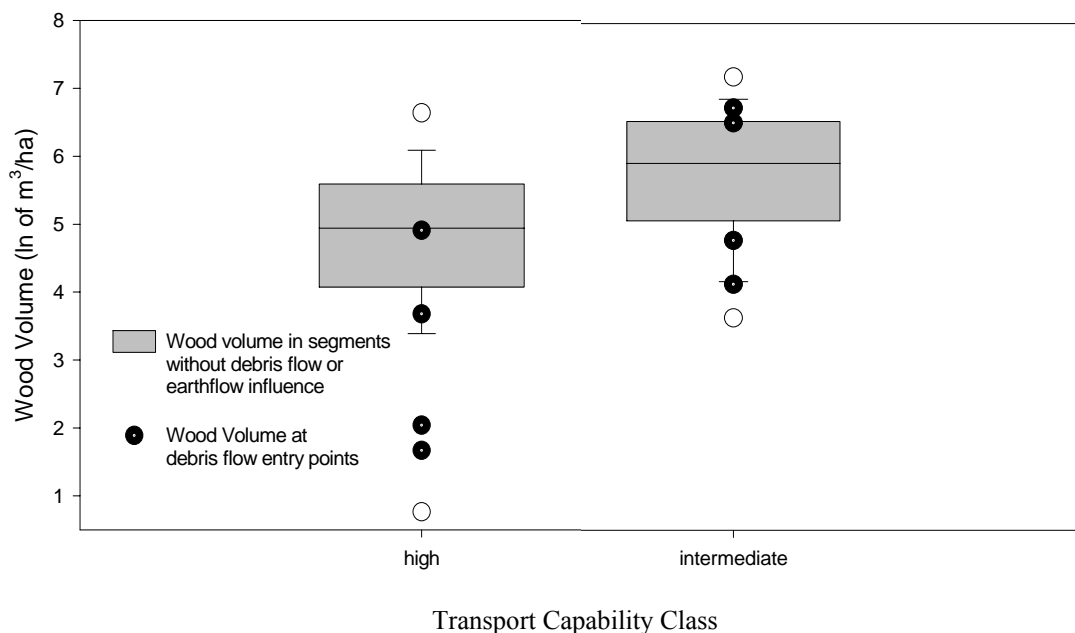 8
7
6
5
4
3
2
1
Wood Volume (ln of m³/ha)
Wood volume in segments
without debris flow or
earthflow influence
Wood Volume at
debris flow entry points
high
intermediate
Transport Capability Class